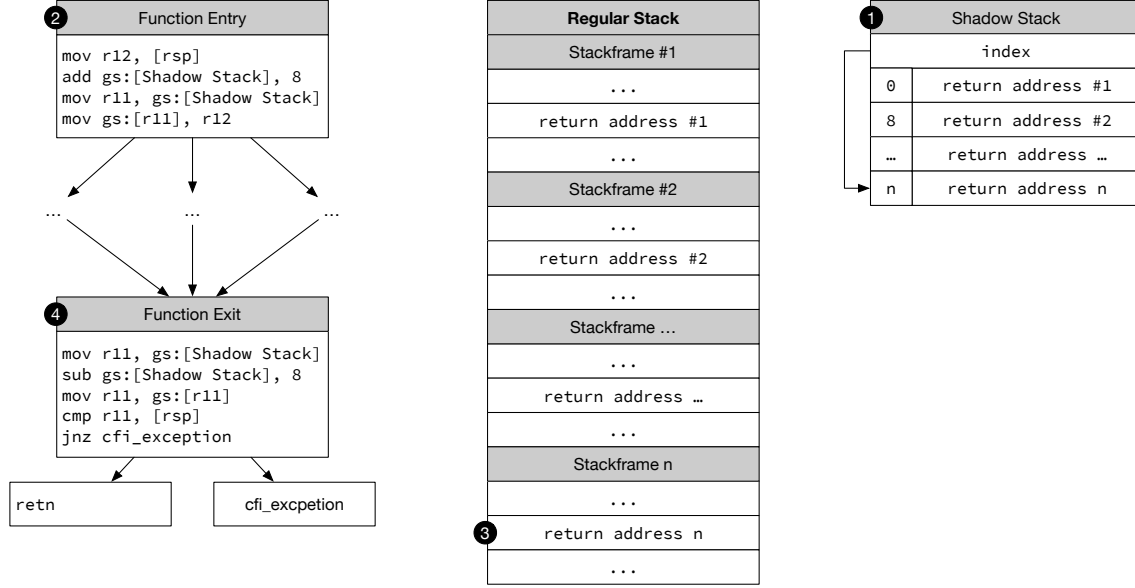 2 Function Entry
mov r12, [rsp]
add gs:[Shadow Stack], 8
mov r11, gs:[Shadow Stack]
mov gs:[r11], r12
... ... ...
4 Function Exit
mov r11, gs:[Shadow Stack]
sub gs:[Shadow Stack], 8
mov r11, gs:[r11]
cmp r11, [rsp]
jnz cfi_exception
retn
cfi_excpetion
Regular Stack
Stackframe #1
...
return address #1
...
Stackframe #2
...
return address #2
...
Stackframe ...
...
return address …
...
Stackframe n
...
3 return address n
...
1 Shadow Stack
index
0 return address #1
8 return address #2
… return address …
n return address n